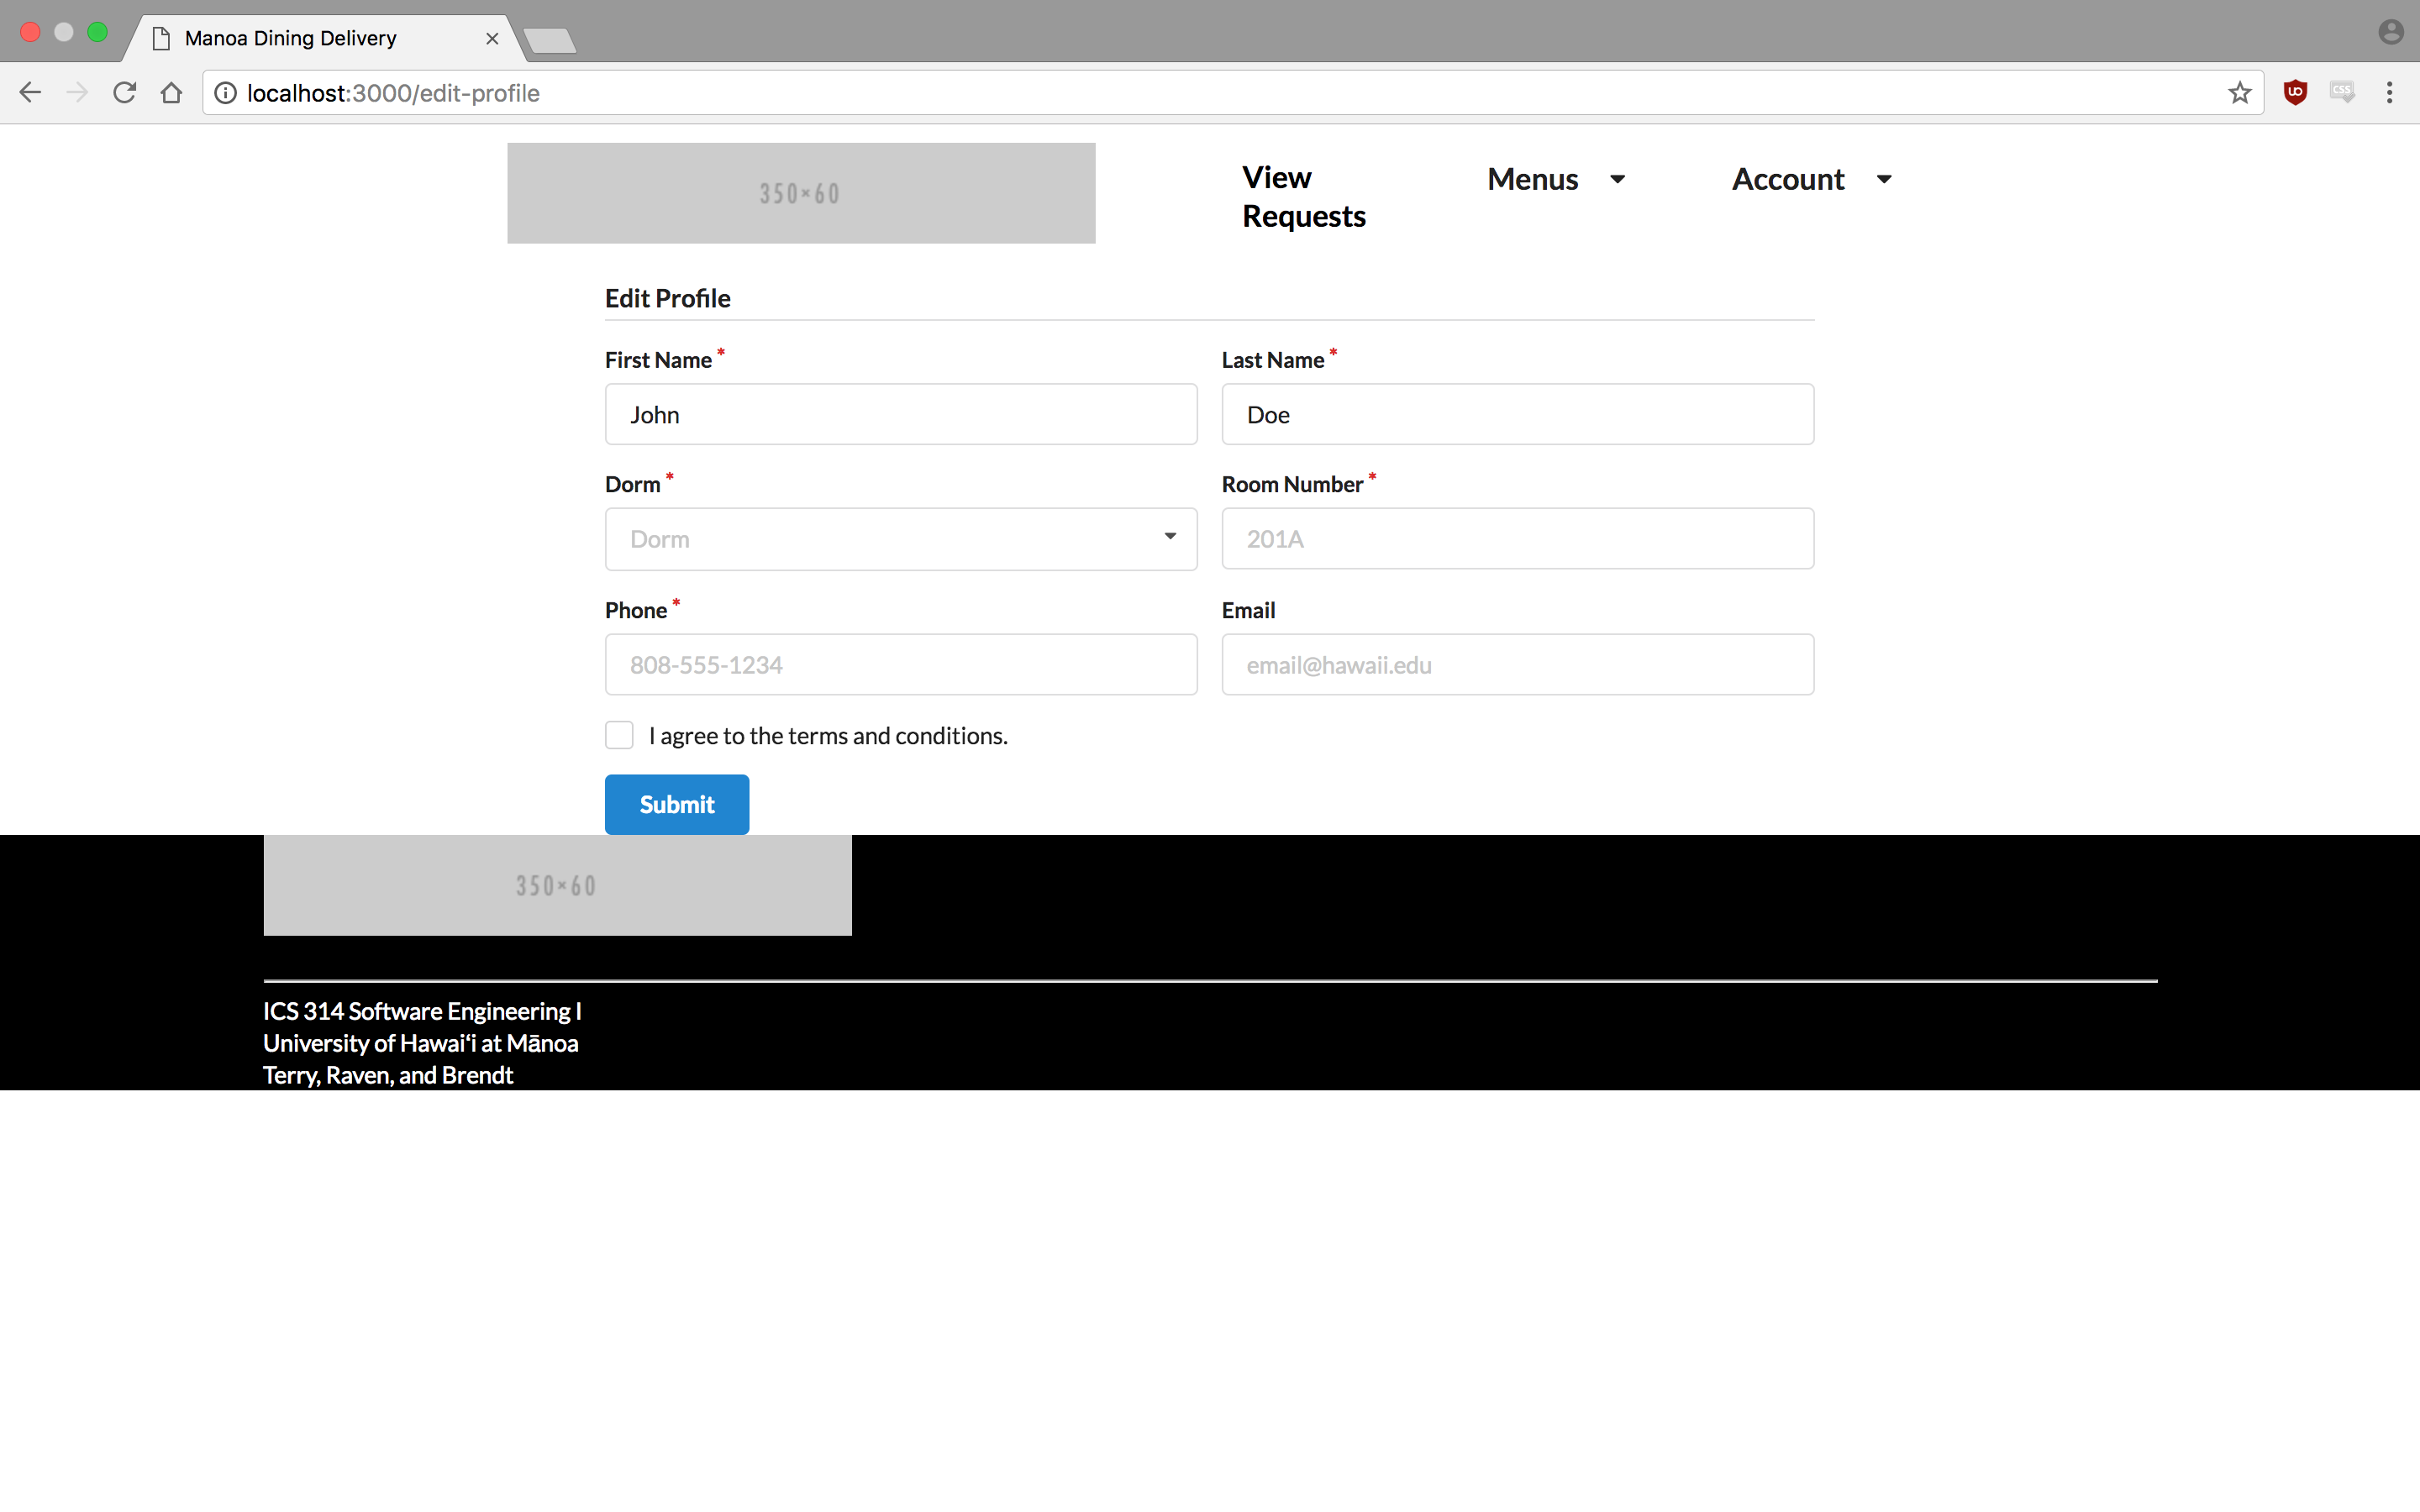 Manoa Dining Delivery
localhost:3000/edit-profile
CSS
350×60
View
Requests
Menus
Account
Edit Profile
First Name *
Last Name *
John
Doe
Dorm *
Room Number *
Dorm
201A
Phone *
Email
808-555-1234
email@hawaii.edu
I agree to the terms and conditions.
Submit
350×60
ICS 314 Software Engineering I
University of Hawaiʻi at Mānoa
Terry, Raven, and Brendt